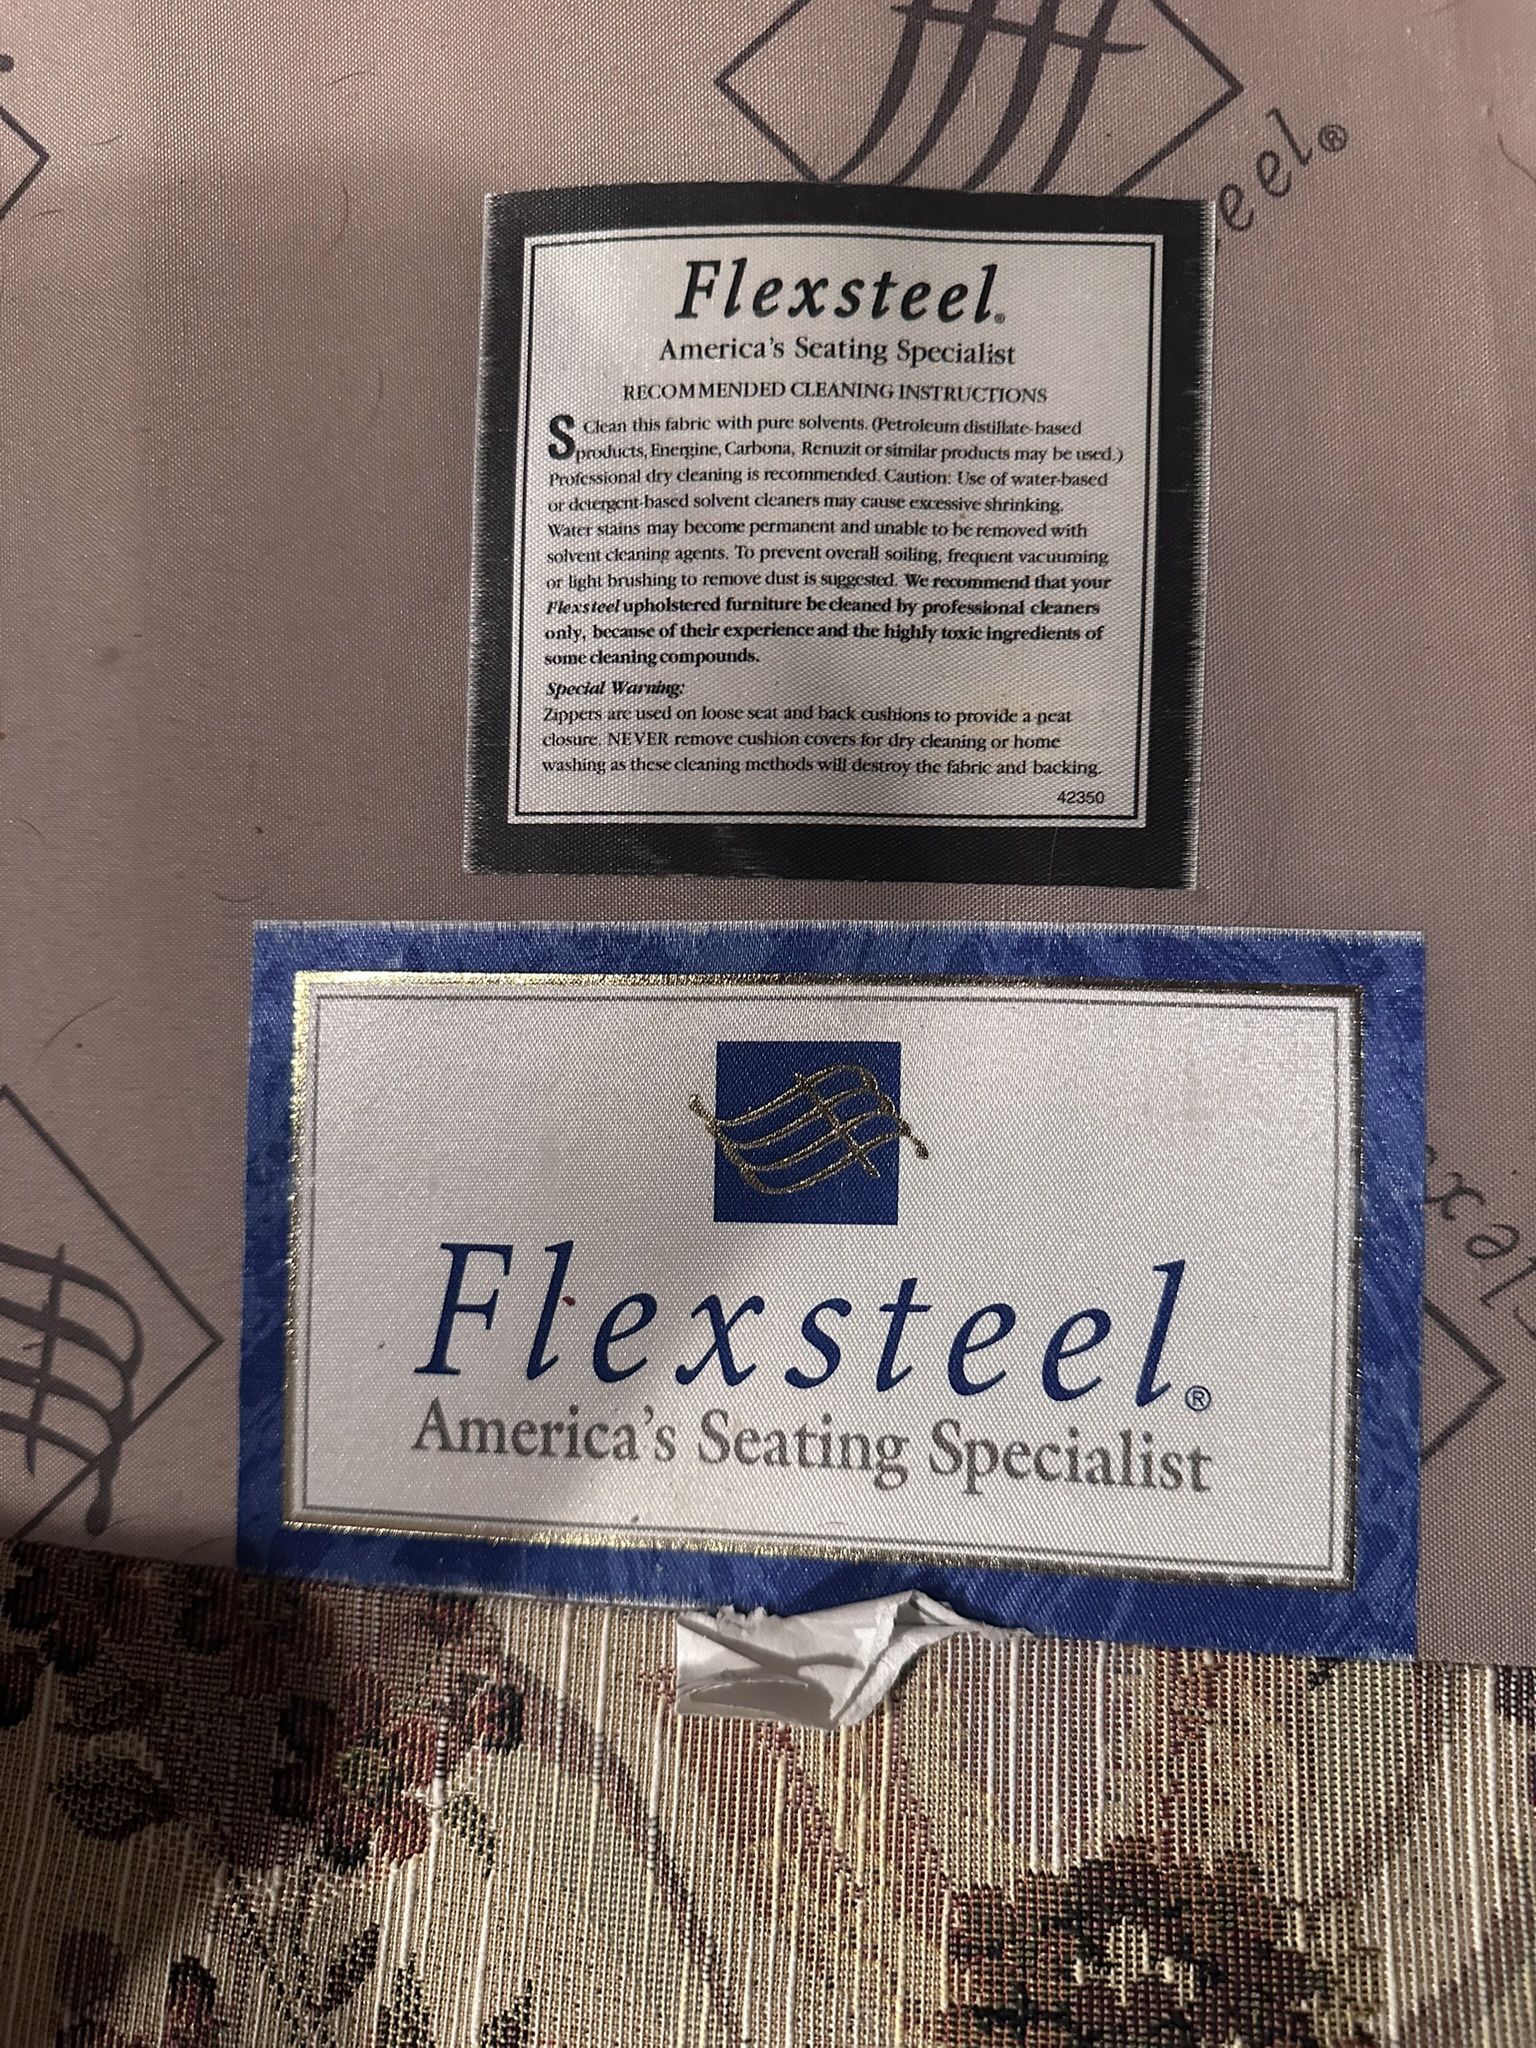 eel®
Flexsteel®
America's Seating Specialist
RECOMMENDED CLEANING INSTRUCTIONS
S Clean this fabric with pure solvents. (Petroleum distillate-based
products, Energine, Carbona, Renuzit or similar products may be used.)
Professional dry cleaning is recommended. Caution: Use of water-based
or detergent-based solvent cleaners may cause excessive shrinking.
Water stains may become permanent and unable to be removed with
solvent cleaning agents. To prevent overall soiling, frequent vacuuming
or light brushing to remove dust is suggested. We recommend that your
Flexsteel upholstered furniture be cleaned by professional cleaners
only, because of their experience and the highly toxic ingredients of
some cleaning compounds.
Special Warning:
Zippers are used on loose seat and back cushions to provide a neat
closure. NEVER remove cushion covers for dry cleaning or home
washing as these cleaning methods will destroy the fabric and backing.
42350
Flexsteel®
America's Seating Specialist